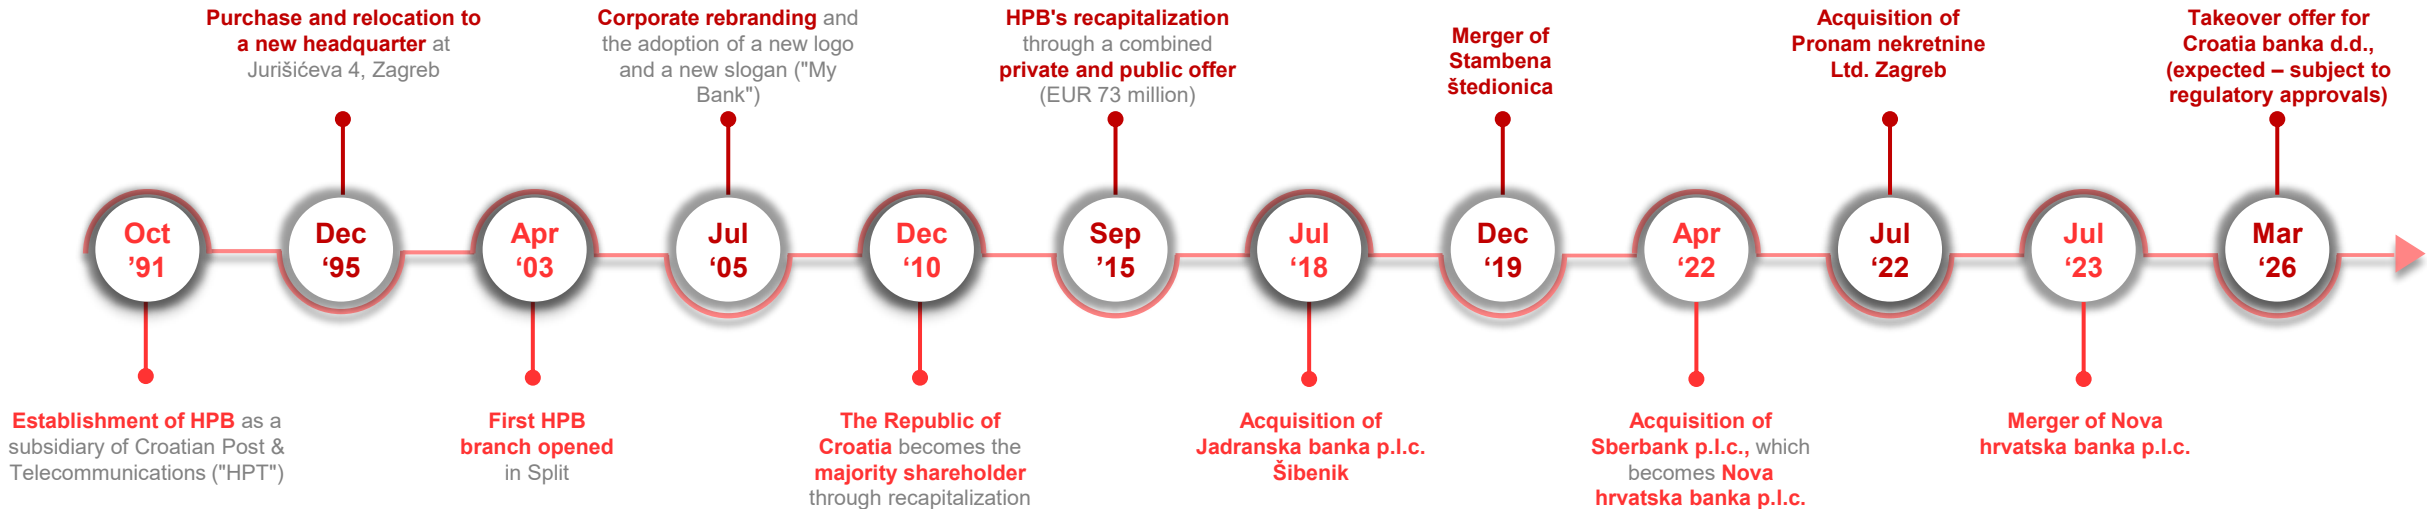 Purchase and relocation to
a new headquarter at
Jurišićeva 4, Zagreb
Corporate rebranding and
the adoption of a new logo
and a new slogan ("My
Bank")
HPB's recapitalization
through a combined
private and public offer
(EUR 73 million)
Merger of
Stambena
štedionica
Acquisition of
Pronam nekretnine
Ltd. Zagreb
Takeover offer for
Croatia banka d.d.,
(expected – subject to
regulatory approvals)
Oct
’91
Dec
‘95
Apr
‘03
Jul
‘05
Dec
‘10
Sep
’15
Jul
‘18
Dec
‘19
Apr
‘22
Jul
‘22
Jul
‘23
Mar
‘26
Establishment of HPB as a
subsidiary of Croatian Post &
Telecommunications ("HPT")
First HPB
branch opened
in Split
The Republic of
Croatia becomes the
majority shareholder
through recapitalization
Acquisition of
Jadranska banka p.l.c.
Šibenik
Acquisition of
Sberbank p.l.c., which
becomes Nova
hrvatska banka p.l.c.
Merger of Nova
hrvatska banka p.l.c.